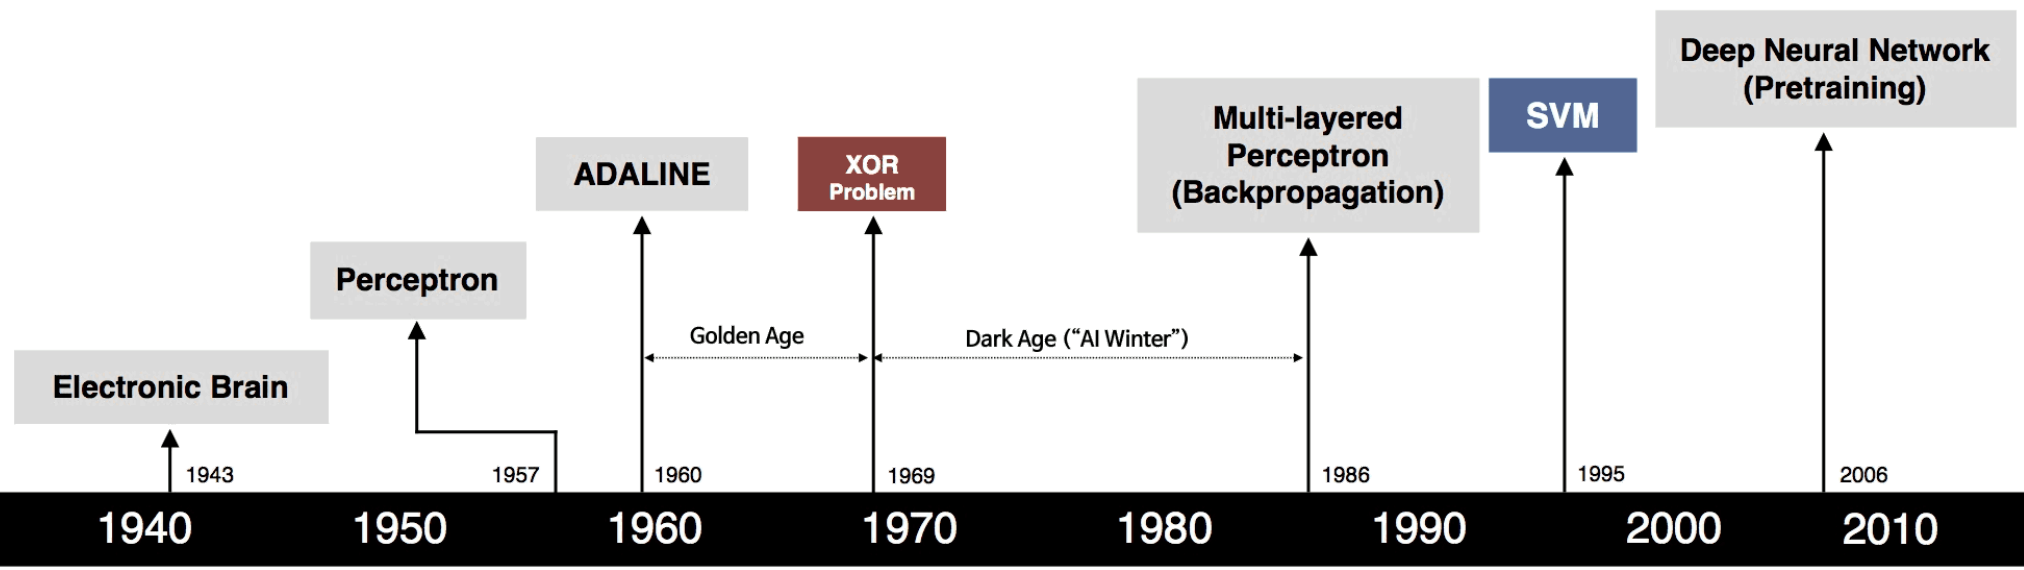 Deep Neural Network
(Pretraining)
Multi-layered
Perceptron
(Backpropagation)
SVM
ADALINE
XOR
Problem
Perceptron
Golden Age
Dark Age (“AI Winter”)
Electronic Brain
1943
1957
1960
1969
1986
1995
2006
1940
1950
1960
1970
1980
1990
2000
2010